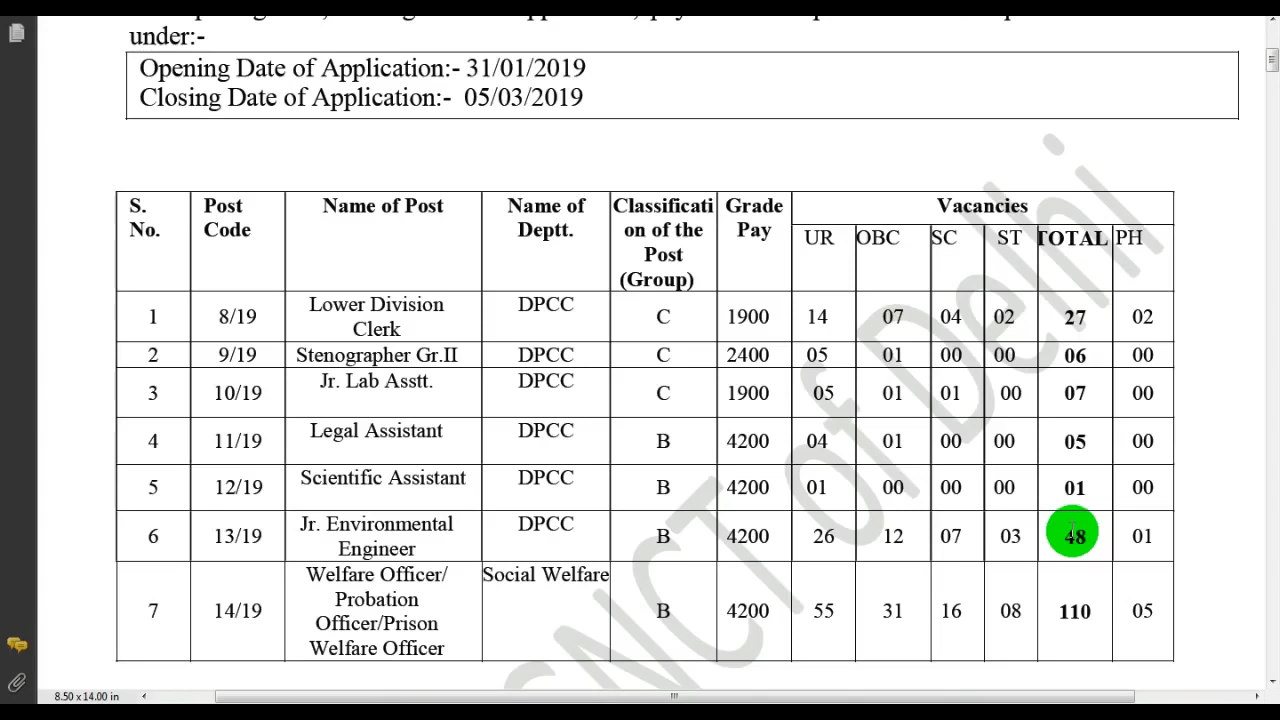 under:-
Opening Date of Application:- 31/01/2019
Closing Date of Application:- 05/03/2019
S. No. Post Code Name of Post Name of Deptt. Classificati on of the Post (Group) Grade Pay Vacancies
UR OBC SC ST TOTAL PH
1 8/19 Lower Division Clerk DPCC C 1900 14 07 04 02 27 02
2 9/19 Stenographer Gr.II DPCC C 2400 05 01 00 00 06 00
3 10/19 Jr. Lab Asstt. DPCC C 1900 05 01 01 00 07 00
4 11/19 Legal Assistant DPCC B 4200 04 01 00 00 05 00
5 12/19 Scientific Assistant DPCC B 4200 01 00 00 00 01 00
6 13/19 Jr. Environmental Engineer DPCC B 4200 26 12 07 03 48 01
7 14/19 Welfare Officer/ Probation Officer/Prison Welfare Officer Social Welfare B 4200 55 31 16 08 110 05
NCT of Delhi
8.50 x 14.00 in